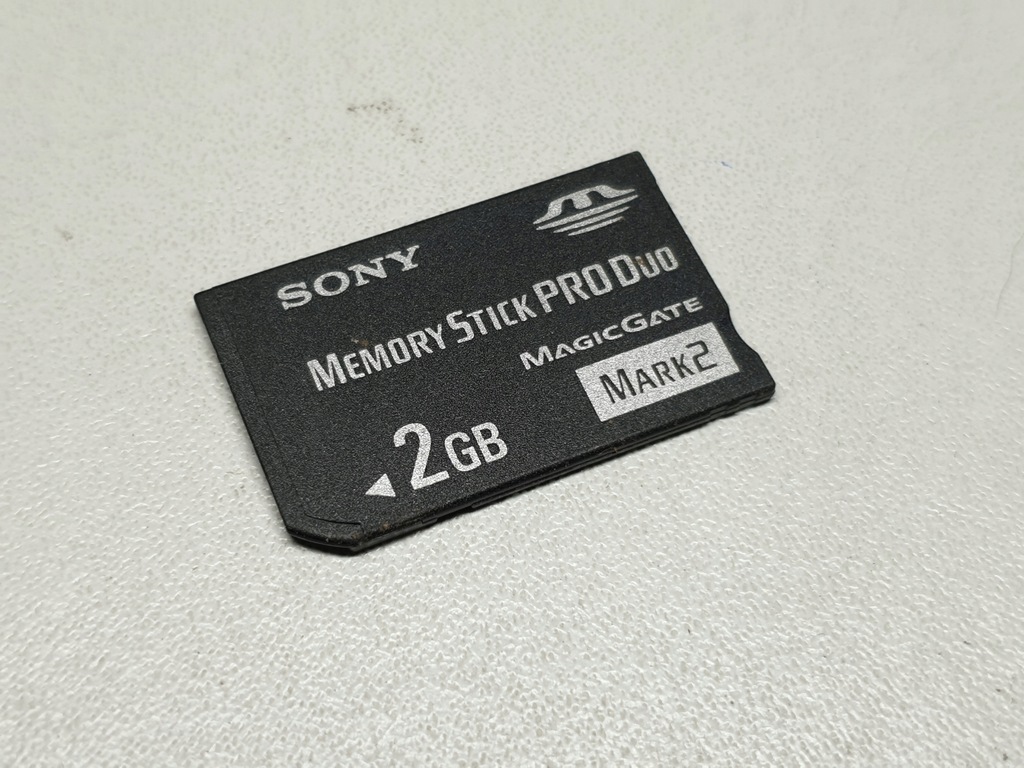 SONY
MEMORY STICK PRO DUO
MAGICGATE
MARK2
2GB